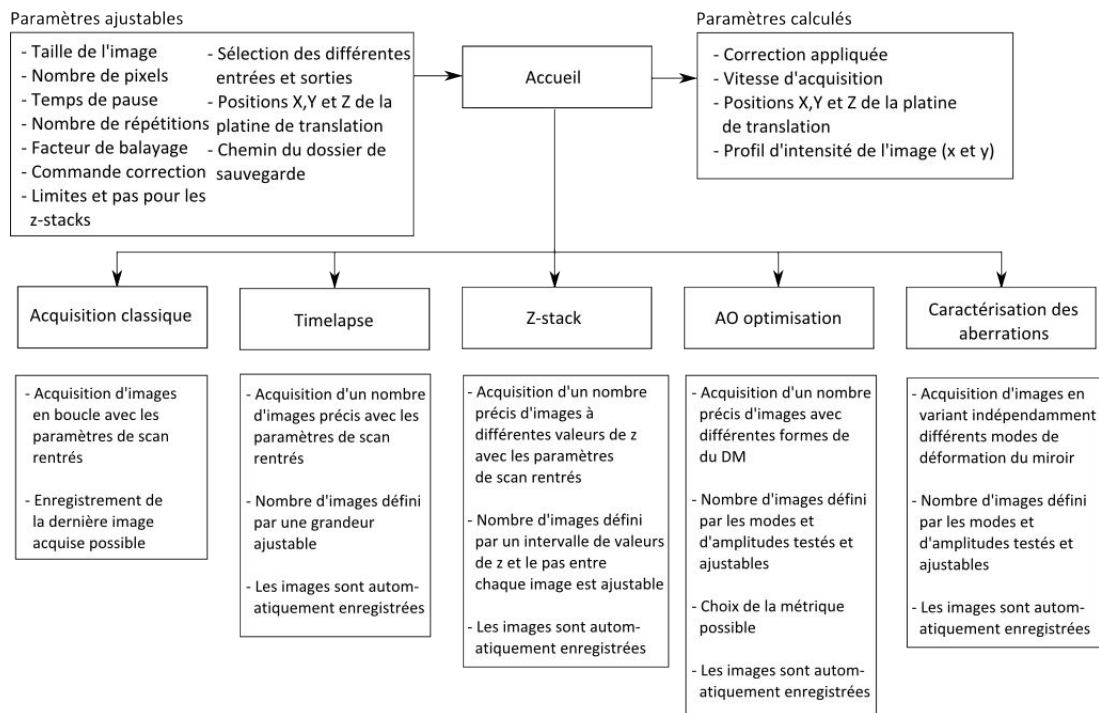 Paramètres ajustables
- Taille de l'image
- Nombre de pixels
- Temps de pause
- Nombre de répétitions
- Facteur de balayage
- Commande correction
- Limites et pas pour les
z-stacks
- Sélection des différentes
entrées et sorties
- Positions X,Y et Z de la
platine de translation
- Chemin du dossier de
sauvegarde
Accueil
Paramètres calculés
- Correction appliquée
- Vitesse d'acquisition
- Positions X,Y et Z de la platine
de translation
- Profil d'intensité de l'image (x et y)
Acquisition classique
- Acquisition d'images
en boucle avec les
paramètres de scan
rentrés
- Enregistrement de
la dernière image
acquise possible
Timelapse
- Acquisition d'un nombre
d'images précis avec les
paramètres de scan
rentrés
- Nombre d'images défini
par une grandeur
ajustable
- Les images sont autom-
atiquement enregistrées
Z-stack
- Acquisition d'un nombre
précis d'images à
différentes valeurs de z
avec les paramètres
de scan rentrés
- Nombre d'images défini
par un intervalle de valeurs
de z et le pas entre
chaque image est ajustable
- Les images sont autom-
atiquement enregistrées
AO optimisation
- Acquisition d'un nombre
précis d'images avec
différentes formes de
du DM
- Nombre d'images défini
par les modes et
d'amplitudes testés et
ajustables
- Choix de la métrique
possible
- Les images sont autom-
atiquement enregistrées
Caractérisation des
aberrations
- Acquisition d'images en
variant indépendamment
différents modes de
déformation du miroir
- Nombre d'images défini
par les modes et
d'amplitudes testés et
ajustables
- Les images sont autom-
atiquement enregistrées